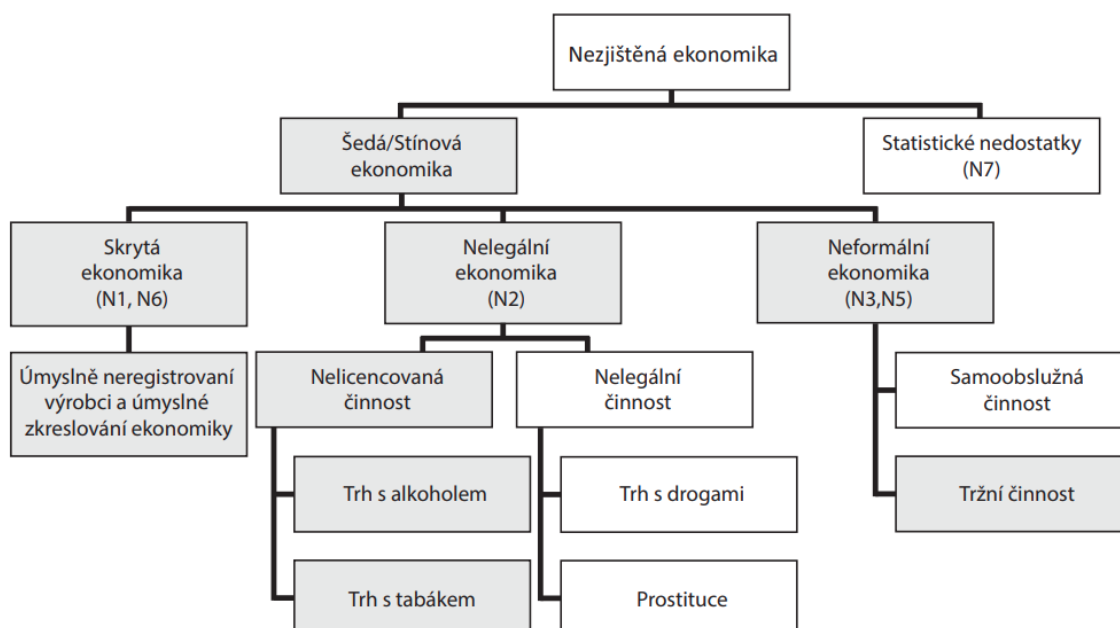 Nezjištěná ekonomika
Šedá/Stínová
ekonomika
Statistické nedostatky
(N7)
Skrytá
ekonomika
(N1, N6)
Nelegální
ekonomika
(N2)
Neformální
ekonomika
(N3,N5)
Úmyslně neregistrovaní
výrobci a úmyslné
zkreslování ekonomiky
Nelicencovaná
činnost
Nelegální
činnost
Samoobslužná
činnost
Trh s alkoholem
Trh s drogami
Tržní činnost
Trh s tabákem
Prostituce